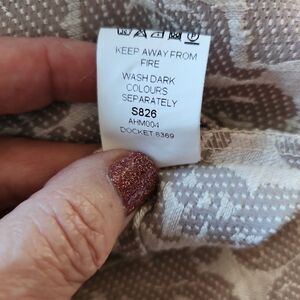 KEEP AWAY FROM
FIRE
WASH DARK
COLOURS
SEPARATELY
S826
AHM004
DOCKET 8369